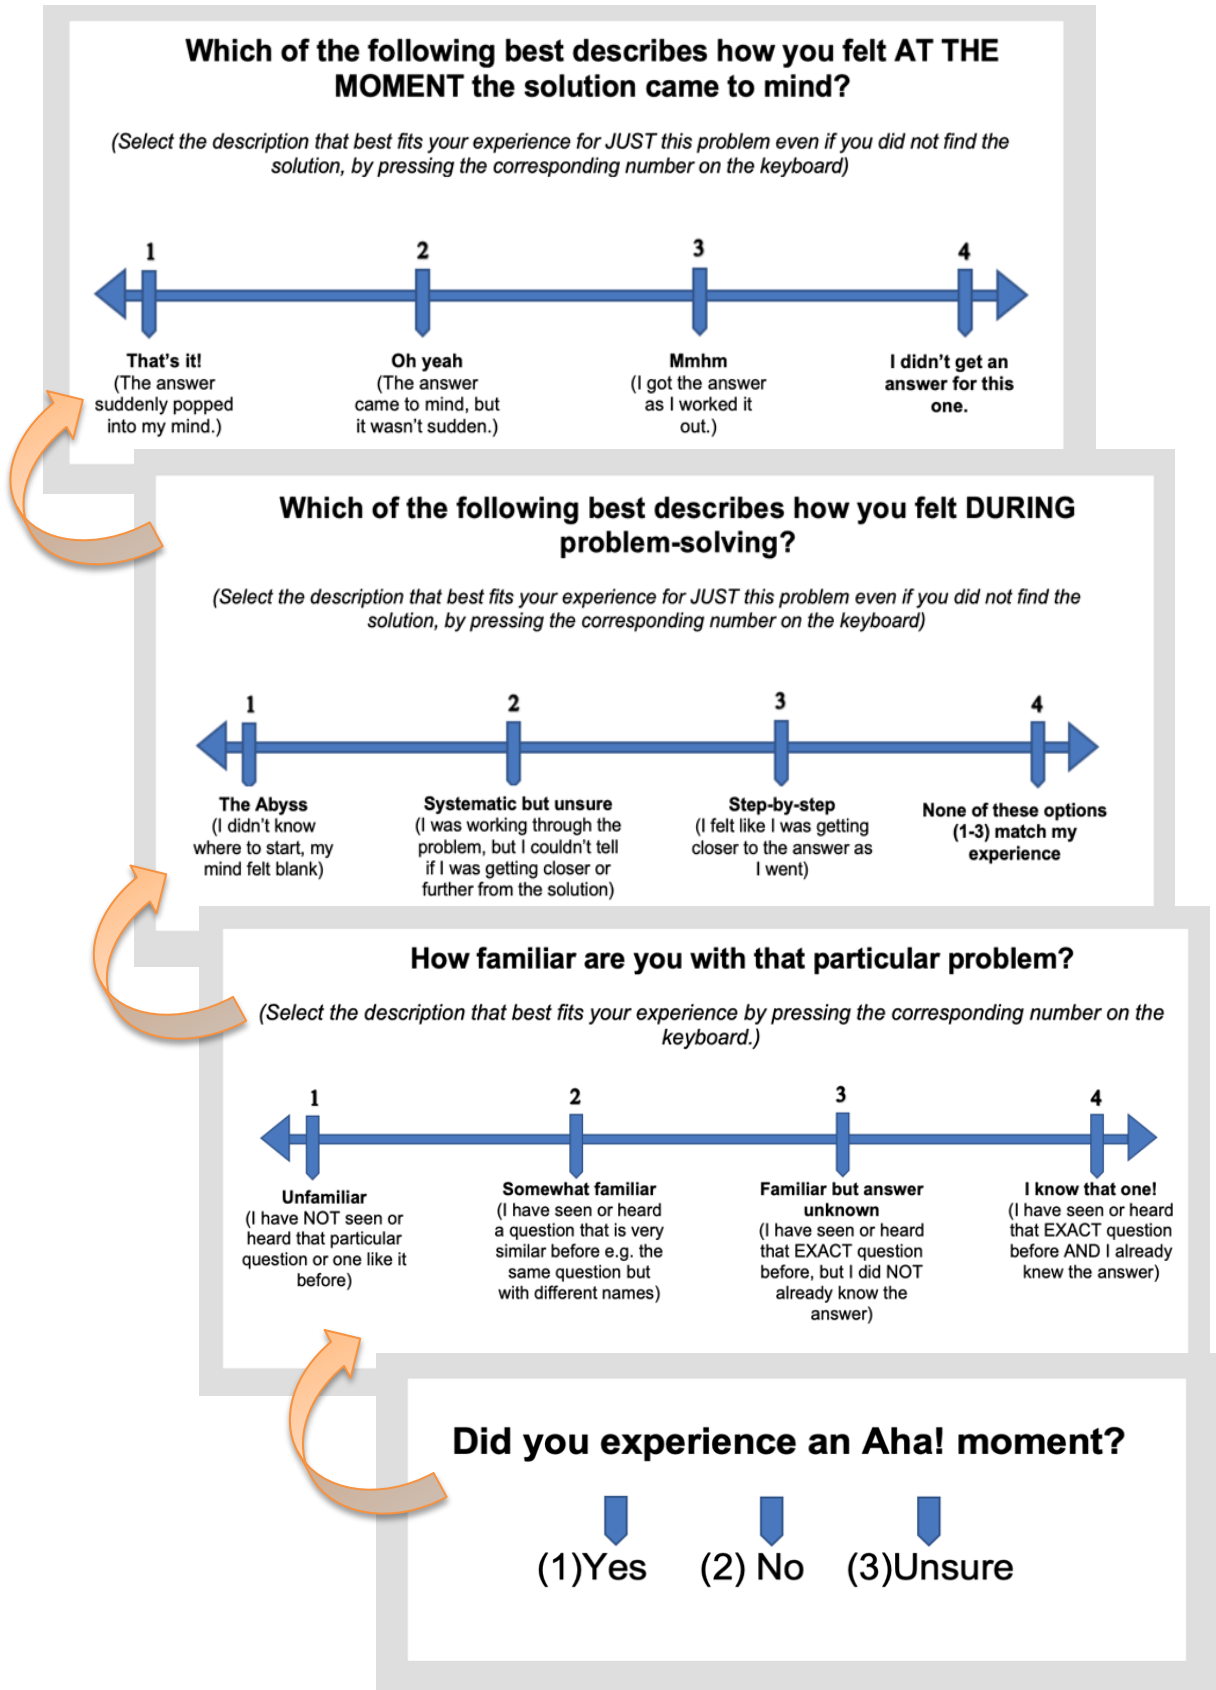 Which of the following best describes how you felt AT THE
MOMENT the solution came to mind?
(Select the description that best fits your experience for JUST this problem even if you did not find the
solution, by pressing the corresponding number on the keyboard)
1
2
3
4
That's it!
(The answer
suddenly popped
into my mind.)
Oh yeah
(The answer
came to mind, but
it wasn't sudden.)
Mmhm
(I got the answer
as I worked it
out.)
I didn't get an
answer for this
one.
Which of the following best describes how you felt DURING
problem-solving?
(Select the description that best fits your experience for JUST this problem even if you did not find the
solution, by pressing the corresponding number on the keyboard)
1
2
3
4
The Abyss
(I didn't know
where to start, my
mind felt blank)
Systematic but unsure
(I was working through the
problem, but I couldn't tell
if I was getting closer or
further from the solution)
Step-by-step
(I felt like I was getting
closer to the answer as
I went)
None of these options
(1-3) match my
experience
How familiar are you with that particular problem?
(Select the description that best fits your experience by pressing the corresponding number on the
keyboard.)
1
2
3
4
Unfamiliar
(I have NOT seen or
heard that particular
question or one like it
before)
Somewhat familiar
(I have seen or heard
a question that is very
similar before e.g. the
same question but
with different names)
Familiar but answer
unknown
(I have seen or heard
that EXACT question
before, but I did NOT
already know the
answer)
I know that one!
(I have seen or heard
that EXACT question
before AND I already
knew the answer)
Did you experience an Aha! moment?
(1)Yes (2) No (3)Unsure